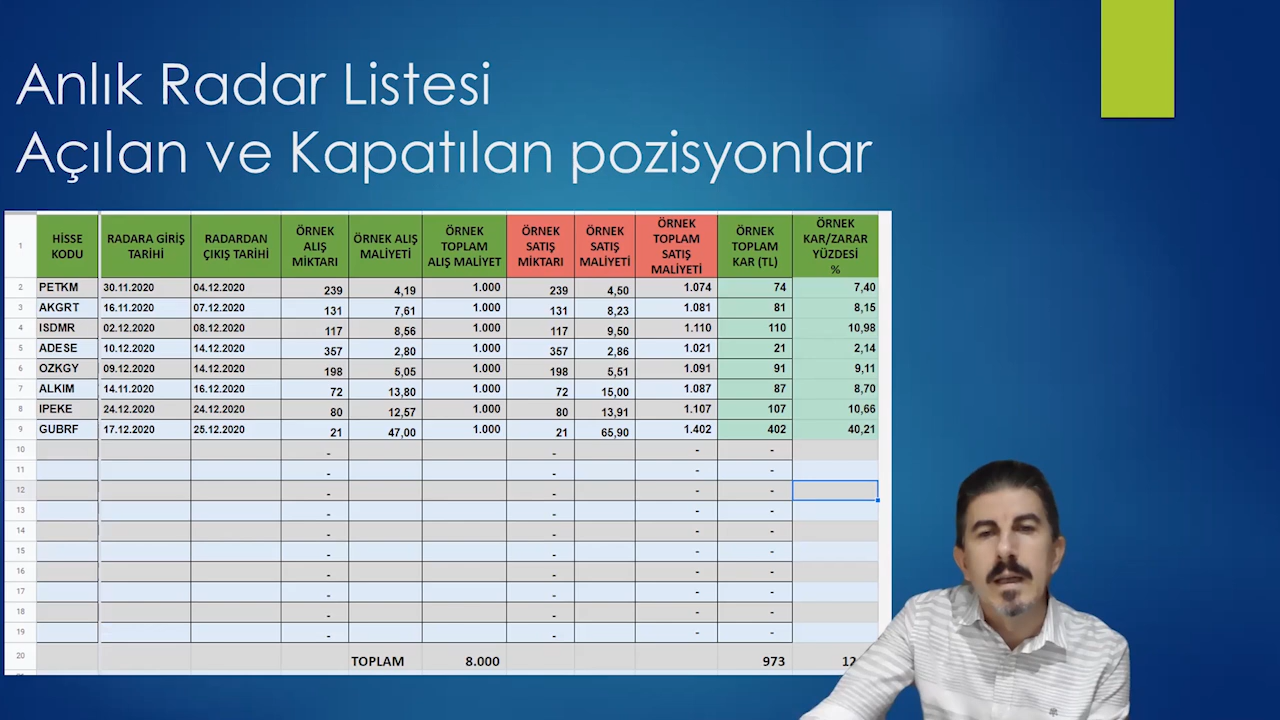 Anlık Radar Listesi
Açılan ve Kapatılan pozisyonlar
1 HİSSE KODU RADARA GİRİŞ TARİHİ RADARDAN ÇIKIŞ TARİHİ ÖRNEK ALIŞ MİKTARI ÖRNEK ALIŞ MALİYETİ ÖRNEK TOPLAM ALIŞ MALİYET ÖRNEK SATIŞ MİKTARI ÖRNEK SATIŞ MALİYETİ ÖRNEK TOPLAM SATIŞ MALİYETİ ÖRNEK TOPLAM KAR (TL) ÖRNEK KAR/ZARAR YÜZDESİ %
2 PETKM 30.11.2020 04.12.2020 239 4,19 1.000 239 4,50 1.074 74 7,40
3 AKGRT 16.11.2020 07.12.2020 131 7,61 1.000 131 8,23 1.081 81 8,15
4 ISDMR 02.12.2020 08.12.2020 117 8,56 1.000 117 9,50 1.110 110 10,98
5 ADESE 10.12.2020 14.12.2020 357 2,80 1.000 357 2,86 1.021 21 2,14
6 OZKGY 09.12.2020 14.12.2020 198 5,05 1.000 198 5,51 1.091 91 9,11
7 ALKIM 14.11.2020 16.12.2020 72 13,80 1.000 72 15,00 1.087 87 8,70
8 IPEKE 24.12.2020 24.12.2020 80 12,57 1.000 80 13,91 1.107 107 10,66
9 GUBRF 17.12.2020 25.12.2020 21 47,00 1.000 21 65,90 1.402 402 40,21
10 - - - -
11 - - - -
12 - - - -
13 - - - -
14 - - - -
15 - - - -
16 - - - -
17 - - - -
18 - - - -
19 - - - -
20 TOPLAM 8.000 973 12